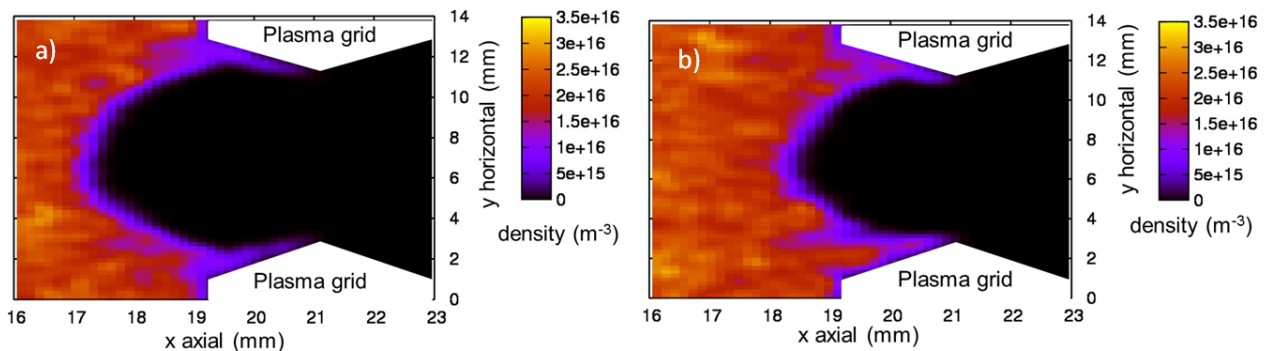 a)
Plasma grid
Plasma grid
14
12
10
8
6
4
2
0
y horizontal (mm)
16 17 18 19 20 21 22 23
x axial (mm)
3.5e+16
3e+16
2.5e+16
2e+16
1.5e+16
1e+16
5e+15
0
density (m-3)
b)
Plasma grid
Plasma grid
14
12
10
8
6
4
2
0
y horizontal (mm)
16 17 18 19 20 21 22 23
x axial (mm)
3.5e+16
3e+16
2.5e+16
2e+16
1.5e+16
1e+16
5e+15
0
density (m-3)